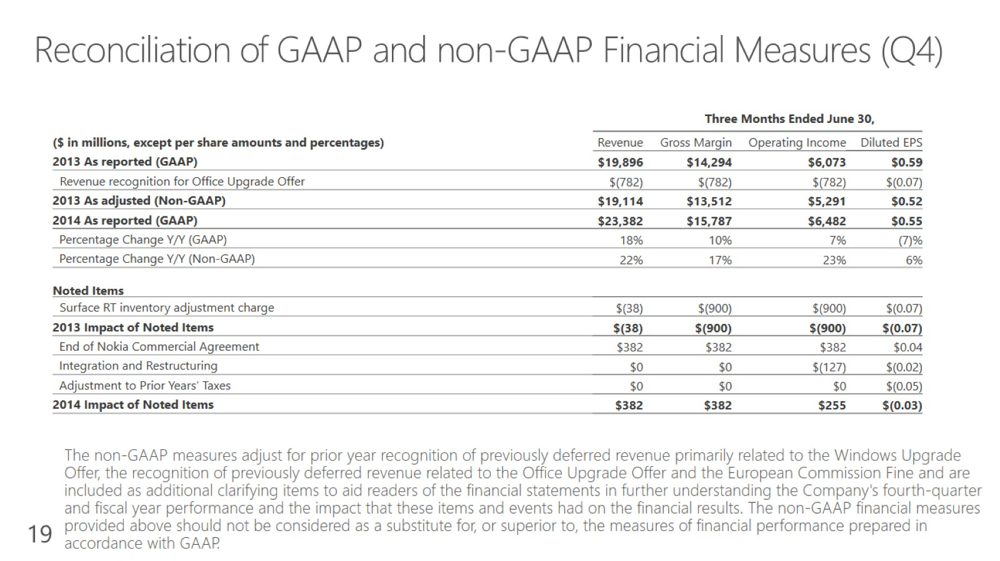 Reconciliation of GAAP and non-GAAP Financial Measures (Q4)
Three Months Ended June 30,
($ in millions, except per share amounts and percentages) Revenue Gross Margin Operating Income Diluted EPS
2013 As reported (GAAP) $19,896 $14,294 $6,073 $0.59
Revenue recognition for Office Upgrade Offer $(782) $(782) $(782) $(0.07)
2013 As adjusted (Non-GAAP) $19,114 $13,512 $5,291 $0.52
2014 As reported (GAAP) $23,382 $15,787 $6,482 $0.55
Percentage Change Y/Y (GAAP) 18% 10% 7% (7)%
Percentage Change Y/Y (Non-GAAP) 22% 17% 23% 6%
Noted Items
Surface RT inventory adjustment charge $(38) $(900) $(900) $(0.07)
2013 Impact of Noted Items $(38) $(900) $(900) $(0.07)
End of Nokia Commercial Agreement $382 $382 $382 $0.04
Integration and Restructuring $0 $0 $(127) $(0.02)
Adjustment to Prior Years’ Taxes $0 $0 $0 $(0.05)
2014 Impact of Noted Items $382 $382 $255 $(0.03)
The non-GAAP measures adjust for prior year recognition of previously deferred revenue primarily related to the Windows Upgrade
Offer, the recognition of previously deferred revenue related to the Office Upgrade Offer and the European Commission Fine and are
included as additional clarifying items to aid readers of the financial statements in further understanding the Company's fourth-quarter
and fiscal year performance and the impact that these items and events had on the financial results. The non-GAAP financial measures
provided above should not be considered as a substitute for, or superior to, the measures of financial performance prepared in
accordance with GAAP.
19